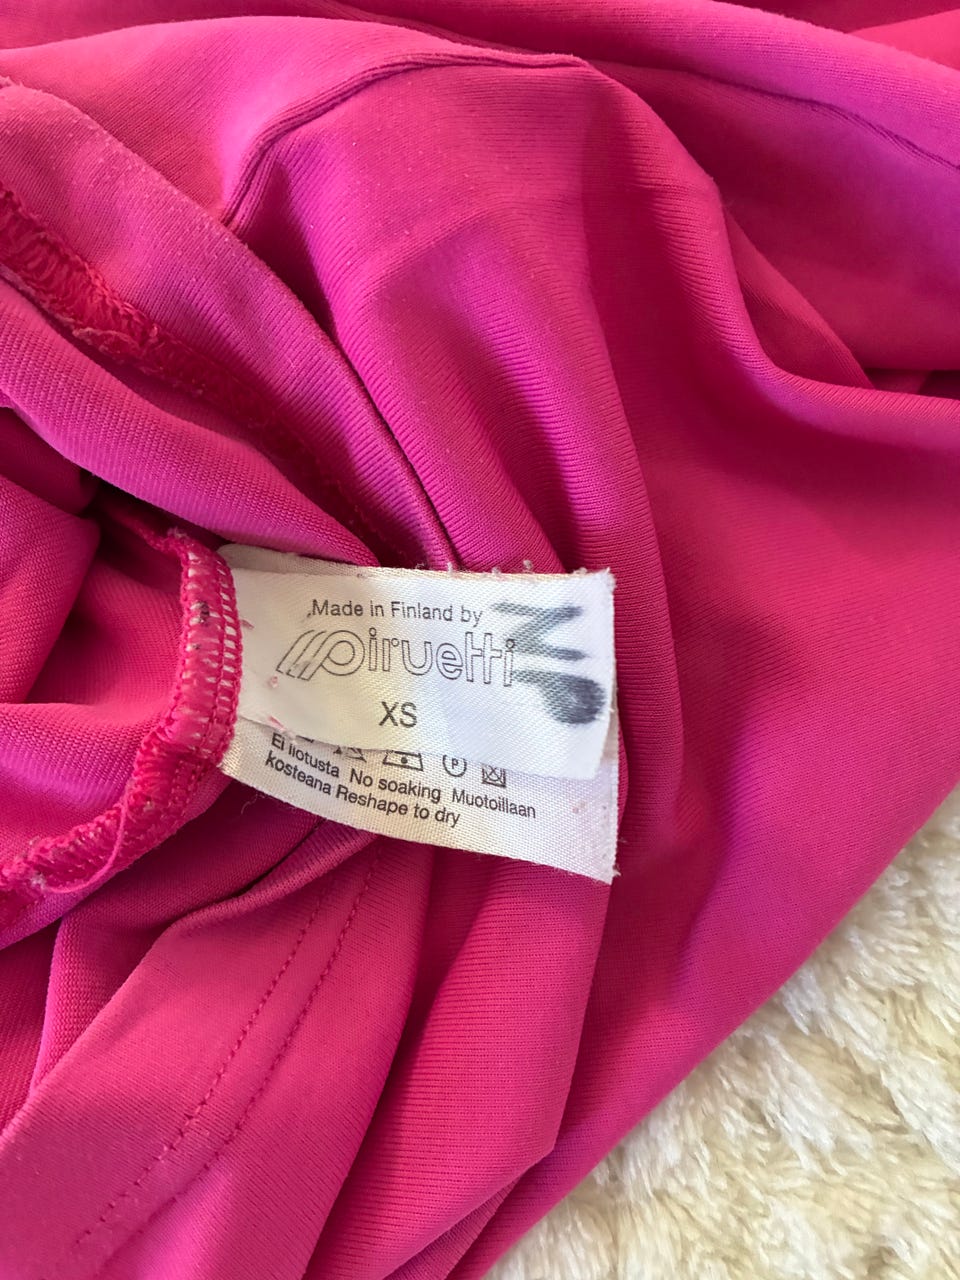 Made in Finland by
piruetti
XS
Ei liotusta No soaking Muotoillaan
kosteana Reshape to dry